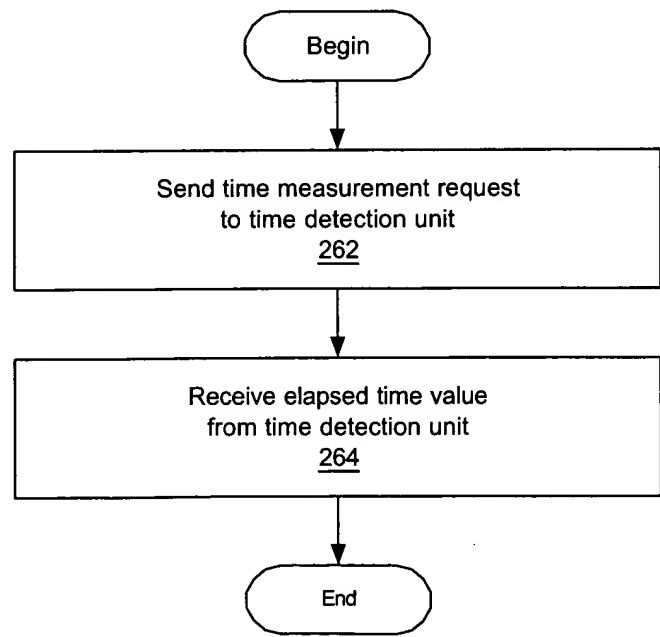 Begin
Send time measurement request
to time detection unit
262
Receive elapsed time value
from time detection unit
264
End